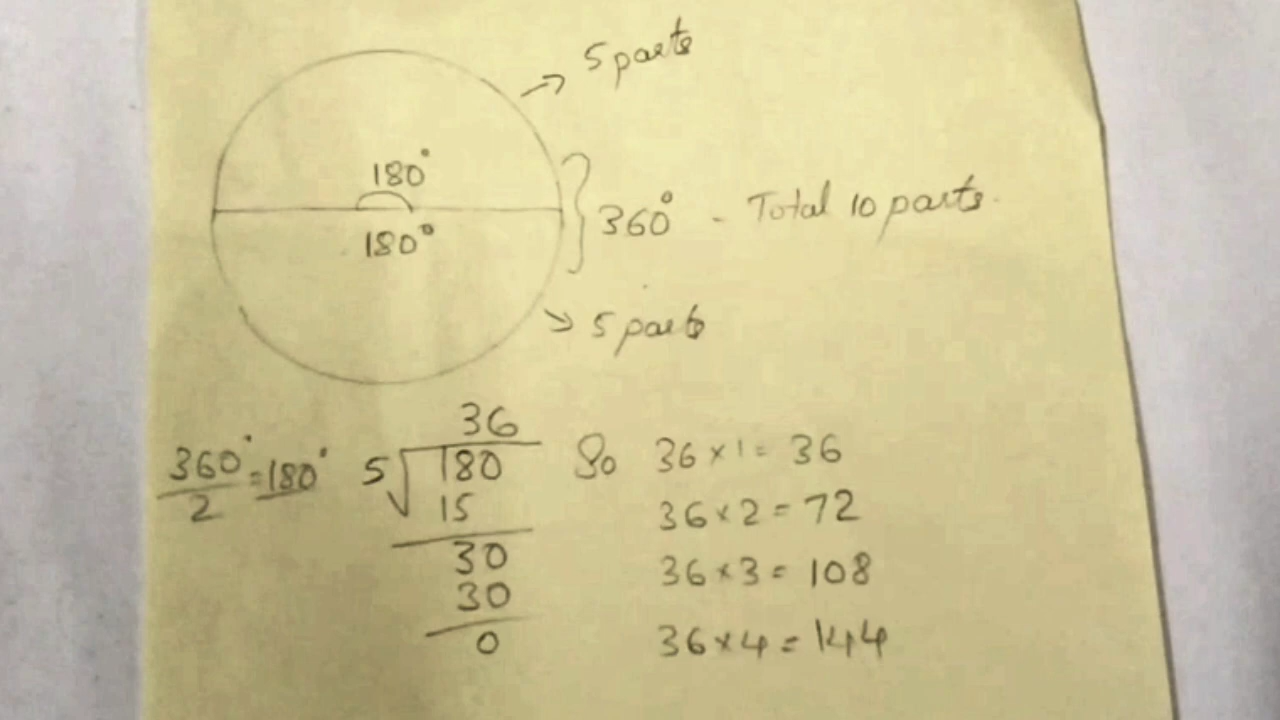 → 5 parts
180°
180°
} 360° - Total 10 parts.
→ 5 parts
360°/2 = 180°
36
5 √180
15
30
30
0
So 36 × 1 = 36
36 × 2 = 72
36 × 3 = 108
36 × 4 = 144